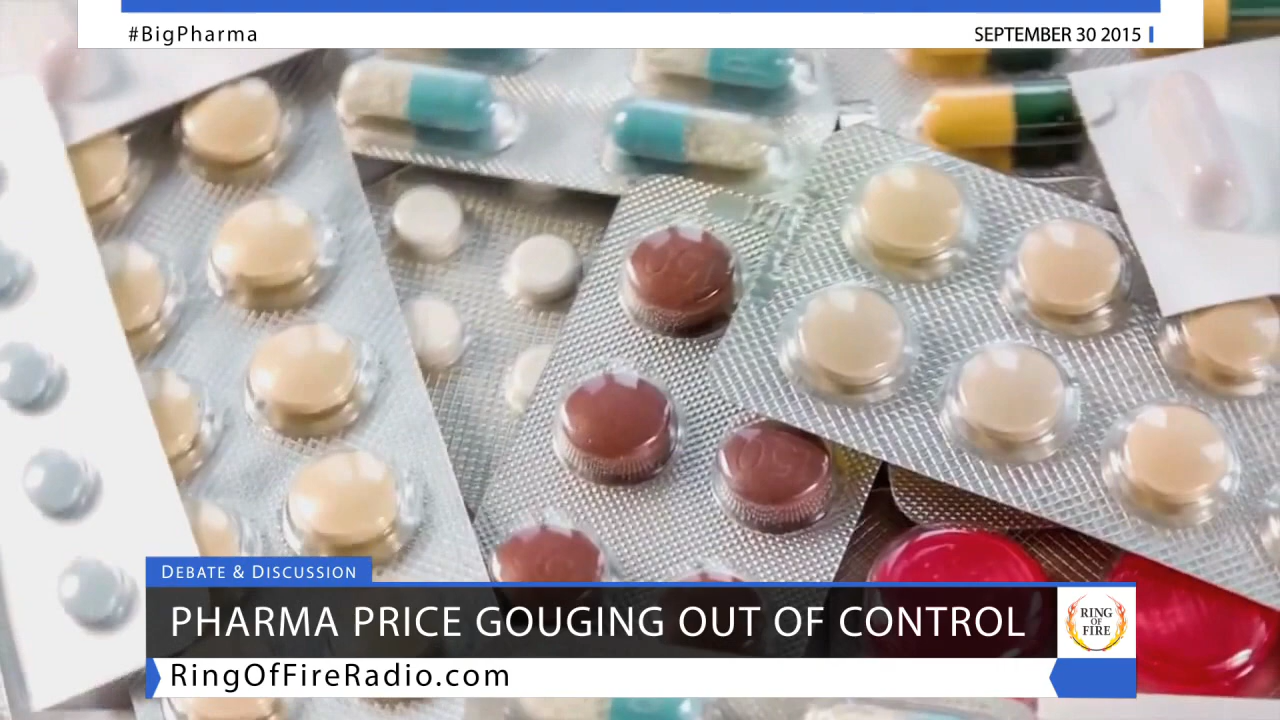 #BigPharma
SEPTEMBER 30 2015
DEBATE & DISCUSSION
PHARMA PRICE GOUGING OUT OF CONTROL
RING
OF
FIRE
RingOfFireRadio.com